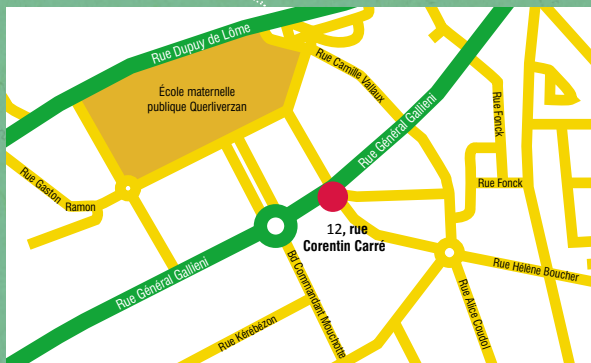 Rue Dupuy de Lôme
École maternelle
publique Querliverzan
Rue Camille Vallaux
Rue Général Gallieni
Rue Fonck
Rue Gaston
Ramon
Rue Fonck
12, rue
Corentin Carré
Rue Général Gallieni
Bd Commandant Mouchotte
Rue Hélène Boucher
Rue Kérébézon
Rue Alice Coudol